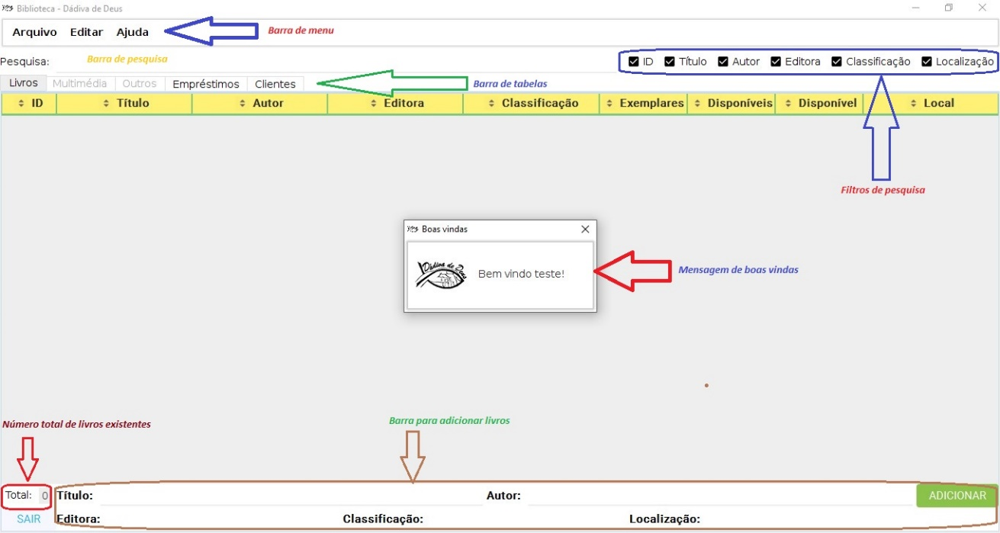 Biblioteca - Dádiva de Deus
Arquivo Editar Ajuda Barra de menu
Pesquisa: Barra de pesquisa ID Título Autor Editora Classificação Localização
Livros Multimédia Outros Empréstimos Clientes Barra de tabelas
ID Título Autor Editora Classificação Exemplares Disponíveis Disponível Local
Filtros de pesquisa
Boas vindas
Dádiva de Deus
Bem vindo teste!
Mensagem de boas vindas
Número total de livros existentes
Barra para adicionar livros
Total: 0 Título: Autor: ADICIONAR
SAIR Editora: Classificação: Localização: